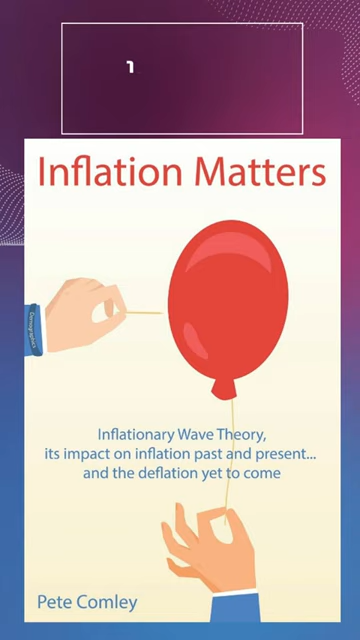 1
Inflation Matters
Demographics
Inflationary Wave Theory,
its impact on inflation past and present...
and the deflation yet to come
Pete Comley